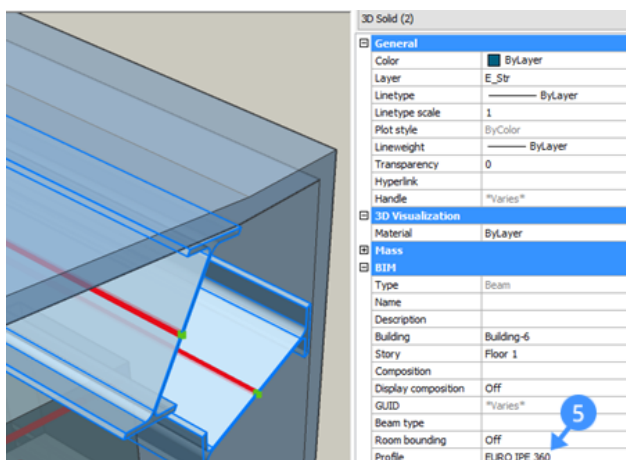 3D Solid (2)
General
Color ByLayer
Layer E_Str
Linetype ByLayer
Linetype scale 1
Plot style ByColor
Lineweight ByLayer
Transparency 0
Hyperlink
Handle *Varies*
3D Visualization
Material ByLayer
Mass
BIM
Type Beam
Name
Description
Building Building-6
Story Floor 1
Composition
Display composition Off
GUID *Varies*
Beam type
5
Room bounding Off
Profile EURO IPE 360